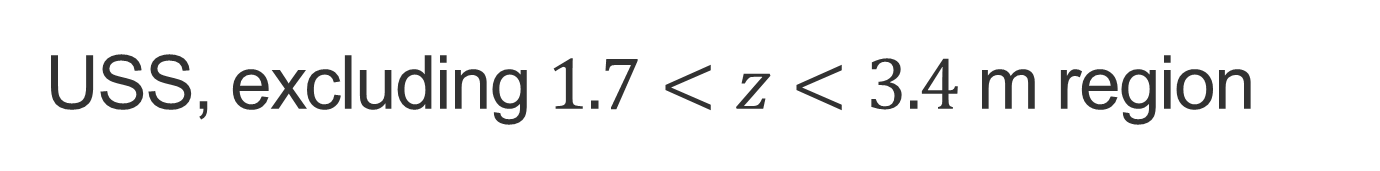 USS, excluding 1.7 < z < 3.4 m region